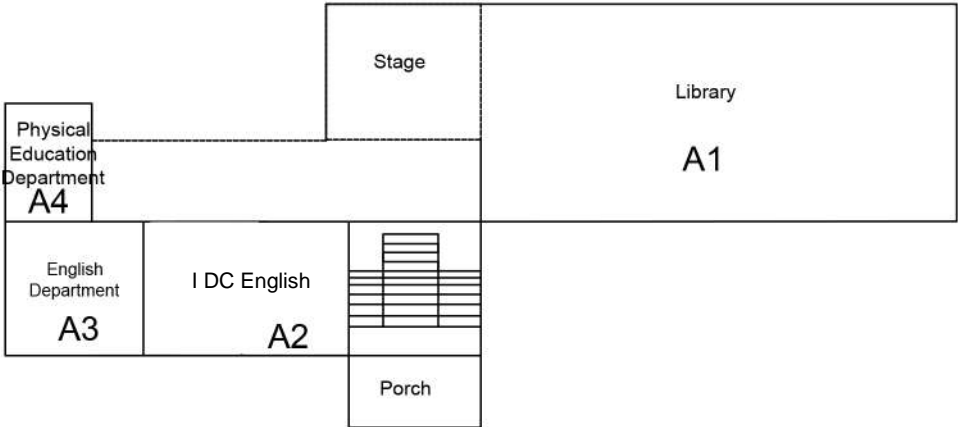 Stage
Library
A1
Physical
Education
Department
A4
English
Department
A3
I DC English
A2
Porch